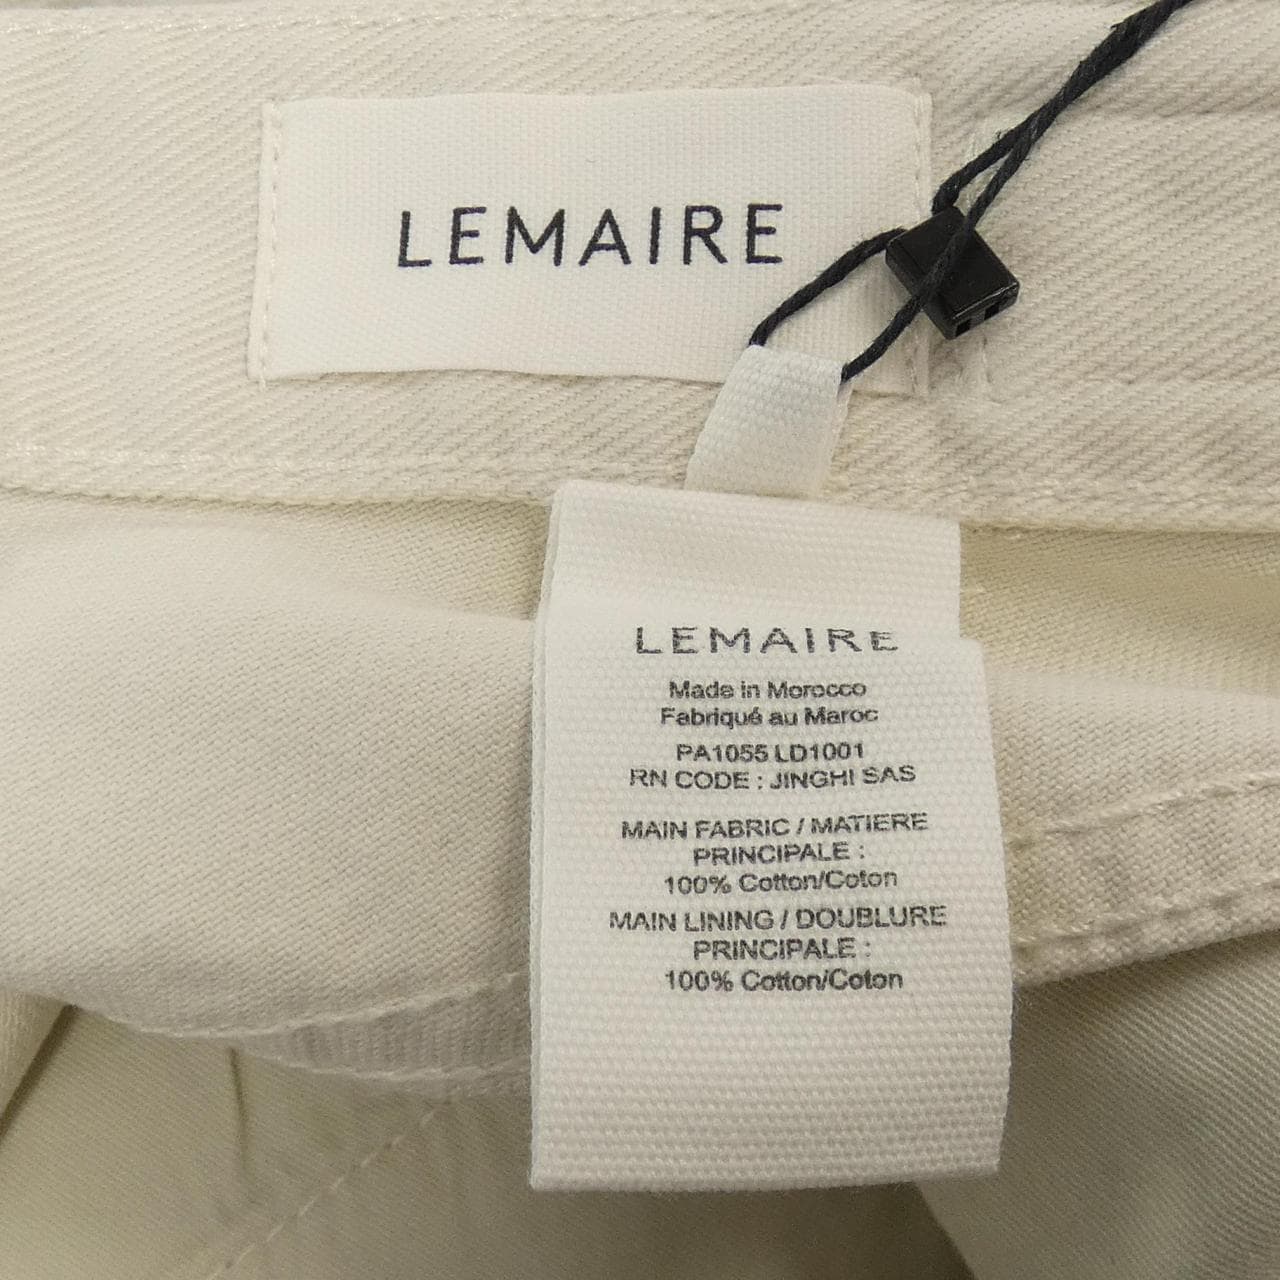 LEMAIRE
LEMAIRE
Made in Morocco
Fabriqué au Maroc
PA1055 LD1001
RN CODE : JINGHI SAS
MAIN FABRIC / MATIERE
PRINCIPALE :
100% Cotton/Coton
MAIN LINING / DOUBLURE
PRINCIPALE :
100% Cotton/Coton